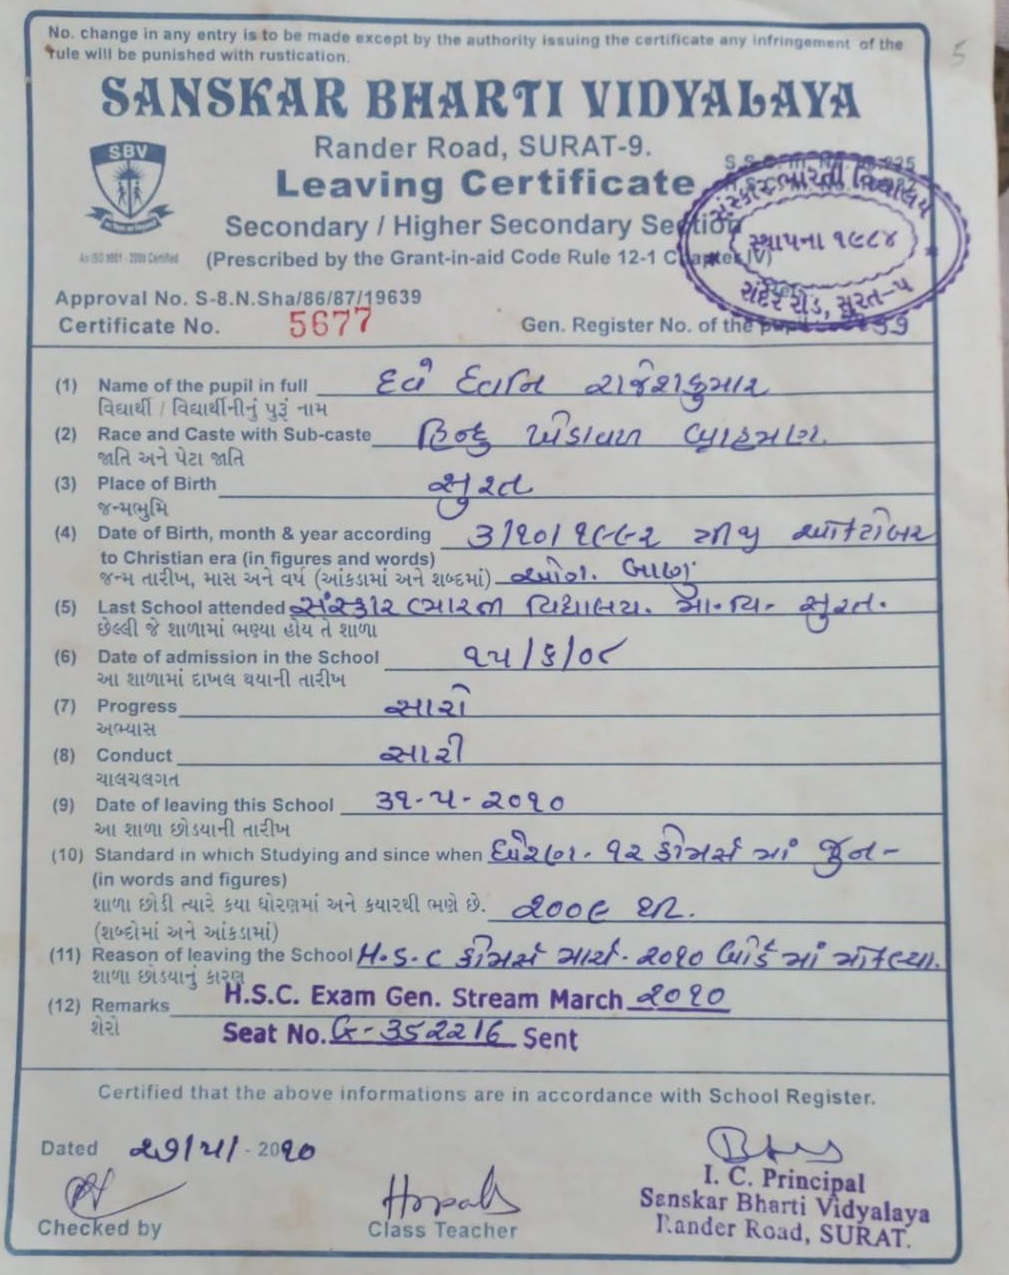 No. change in any entry is to be made except by the authority issuing the certificate any infringement of the
rule will be punished with rustication.
5
SANSKAR BHARTI VIDYALAYA
SBV
Rander Road, SURAT-9.
Leaving Certificate
Secondary / Higher Secondary Section
An ISO 9001 - 2008 Certified
(Prescribed by the Grant-in-aid Code Rule 12-1 Chapter IV)
સંસ્કાર ભારતી વિદ્યાલય
સ્થાપના ૧૯૮૪
રાંદેર રોડ, સુરત-૫
Approval No. S-8.N.Sha/86/87/19639
Certificate No. 5677 Gen. Register No. of the pupil
(1) Name of the pupil in full દવે દેવાનિ રાજેશકુમાર
વિદ્યાર્થી / વિદ્યાર્થીનીનું પુરૂં નામ
(2) Race and Caste with Sub-caste હિન્દુ ખેડાવાળ બ્રાહ્મણ.
જાતિ અને પેટા જાતિ
(3) Place of Birth સુરત
જન્મભુમિ
(4) Date of Birth, month & year according ૩/૧૦/૧૯૯૨ ત્રીજી ઓક્ટોબર
to Christian era (in figures and words)
જન્મ તારીખ, માસ અને વર્ષ (આંકડામાં અને શબ્દમાં) ઓગ. બાણુ
(5) Last School attended સંસ્કાર ભારતી વિદ્યાલય. મા.વિ. સુરત.
છેલ્લી જે શાળામાં ભણ્યા હોય તે શાળા
(6) Date of admission in the School ૧૫/૬/૦૯
આ શાળામાં દાખલ થયાની તારીખ
(7) Progress સારો
અભ્યાસ
(8) Conduct સારી
ચાલચલગત
(9) Date of leaving this School ૩૧-૫-૨૦૧૦
આ શાળા છોડયાની તારીખ
(10) Standard in which Studying and since when ધોરણ. ૧૨ કોમર્સ માં જુન-
(in words and figures)
શાળા છોડી ત્યારે કયા ધોરણમાં અને કયારથી ભણે છે. ૨૦૦૯ થી.
(શબ્દોમાં અને આંકડામાં)
(11) Reason of leaving the School H.S.C કોમર્સ માર્ચ-૨૦૧૦ બોર્ડ માં મોકલ્યા.
શાળા છોડયાનું કારણ
H.S.C. Exam Gen. Stream March ૨૦૧૦
(12) Remarks
શેરો
Seat No. G-352216 Sent
Certified that the above informations are in accordance with School Register.
Dated ૨૭/૫/-20૧૦
Checked by
Class Teacher
I. C. Principal
Sanskar Bharti Vidyalaya
Rander Road, SURAT.